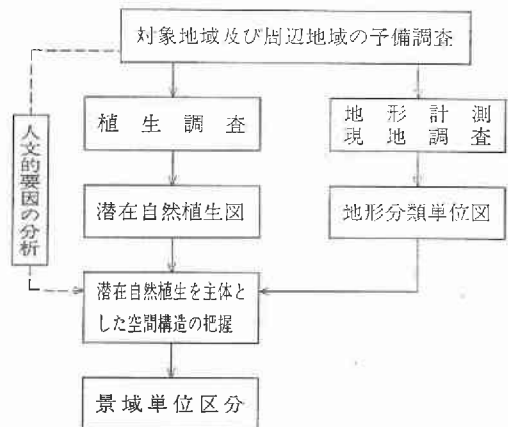 対象地域及び周辺地域の予備調査
植生調査
地形計測
現地調査
人文的要因の分析
潜在自然植生図
地形分類単位図
潜在自然植生を主体と
した空間構造の把握
景域単位区分